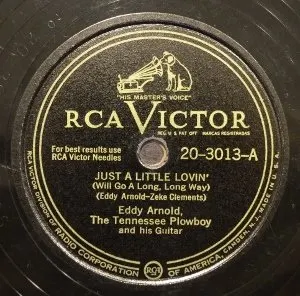 "HIS MASTER'S VOICE"
RCA VICTOR
REG. U.S. PAT. OFF. MARCAS REGISTRADAS
For best results use
RCA Victor Needles
20-3013-A
JUST A LITTLE LOVIN'
(Will Go A Long, Long Way)
(Eddy Arnold-Zeke Clements)
Eddy Arnold,
The Tennessee Plowboy
and his Guitar
RCA VICTOR DIVISION OF RADIO CORPORATION OF AMERICA, CAMDEN, N.J. MADE IN U.S.A.
RCA